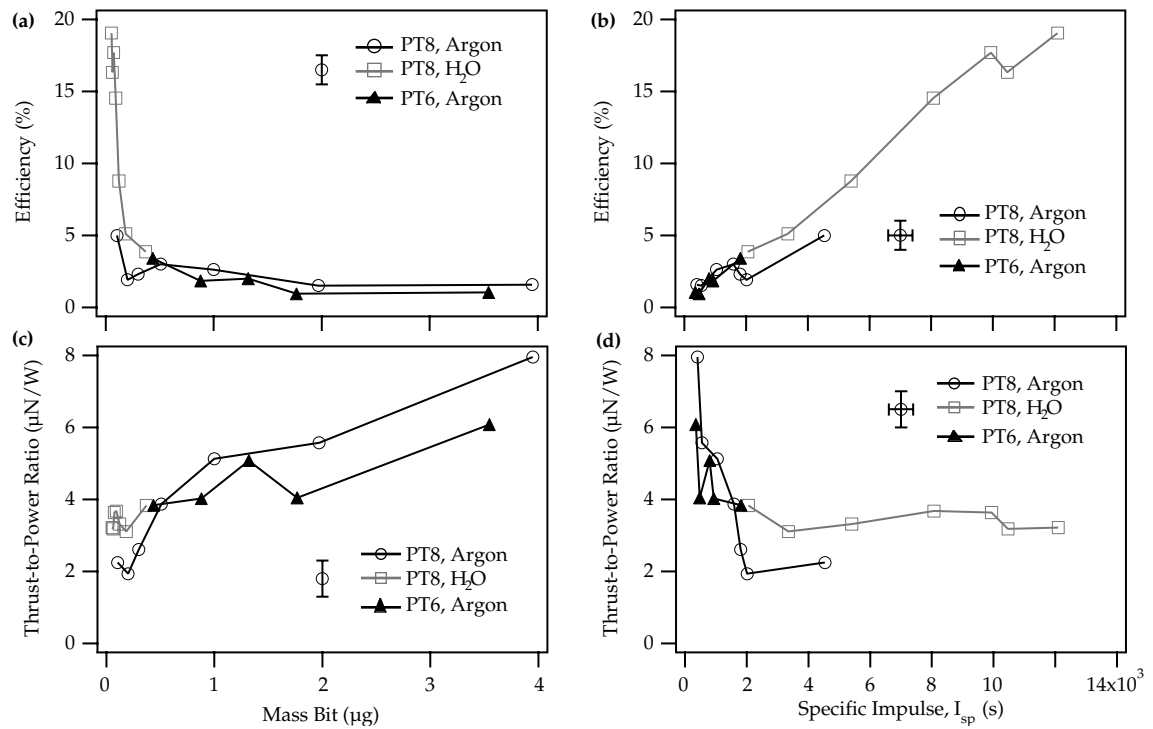 (a)
20
15
10
5
0
Efficiency (%)
PT8, Argon
PT8, H2O
PT6, Argon
(b)
20
15
10
5
0
Efficiency (%)
PT8, Argon
PT8, H2O
PT6, Argon
(c)
8
6
4
2
0
Thrust-to-Power Ratio (µN/W)
PT8, Argon
PT8, H2O
PT6, Argon
0 1 2 3 4
Mass Bit (µg)
(d)
8
6
4
2
0
Thrust-to-Power Ratio (µN/W)
PT8, Argon
PT8, H2O
PT6, Argon
0 2 4 6 8 10 14x10³
Specific Impulse, Isp (s)